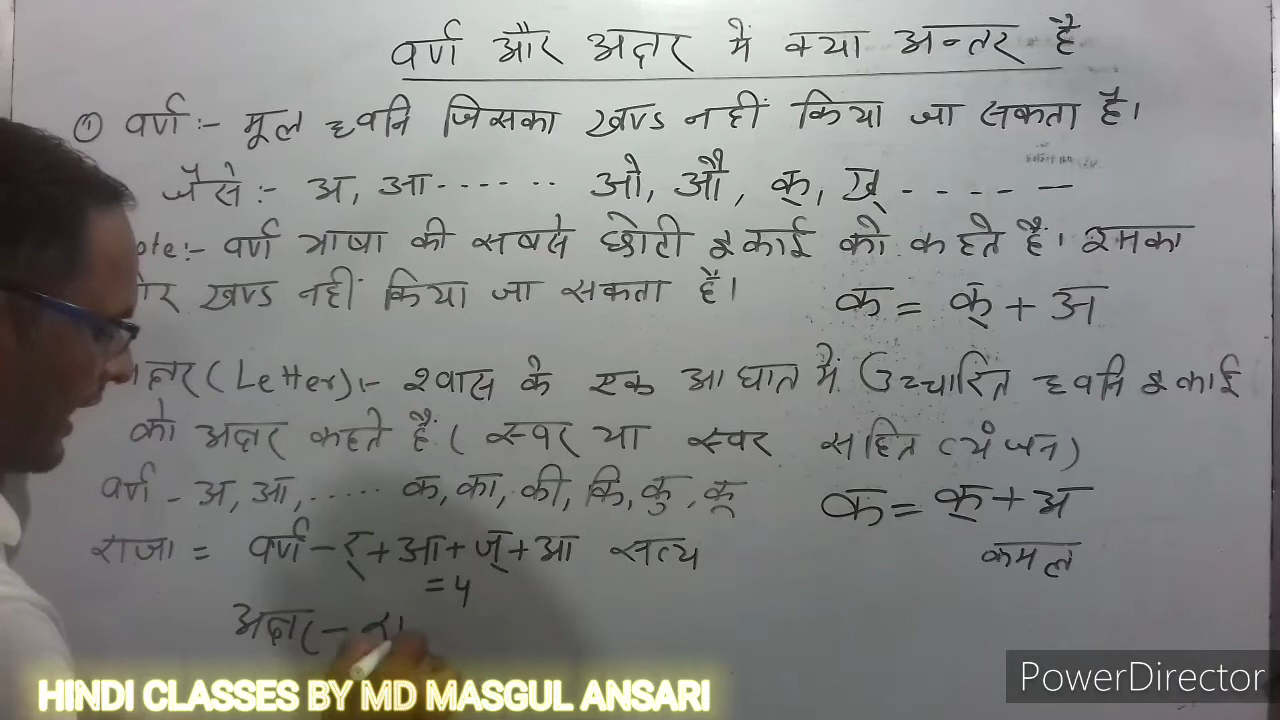 वर्ण और अक्षर में क्या अन्तर है
① वर्ण:- मूल ध्वनि जिसका खण्ड नहीं किया जा सकता है।
जैसे:- अ, आ------ ओ, औ, क्, ख् - - - - -
ote:- वर्ण भाषा की सबसे छोटी इकाई को कहते हैं। इसका
खण्ड नहीं किया जा सकता है।
क = क् + अ
(Letter):- श्वास के एक आघात में उच्चारित ध्वनि इकाई
को अक्षर कहते हैं ( स्वर या स्वर सहित व्यंजन)
वर्ण - अ, आ, ...... क, का, की, कि, कु, कू
क = क् + अ
राजा = वर्ण - र् + आ + ज् + आ सत्य
कमल
= 4
अक्षर - रा
HINDI CLASSES BY MD MASGUL ANSARI
PowerDirector